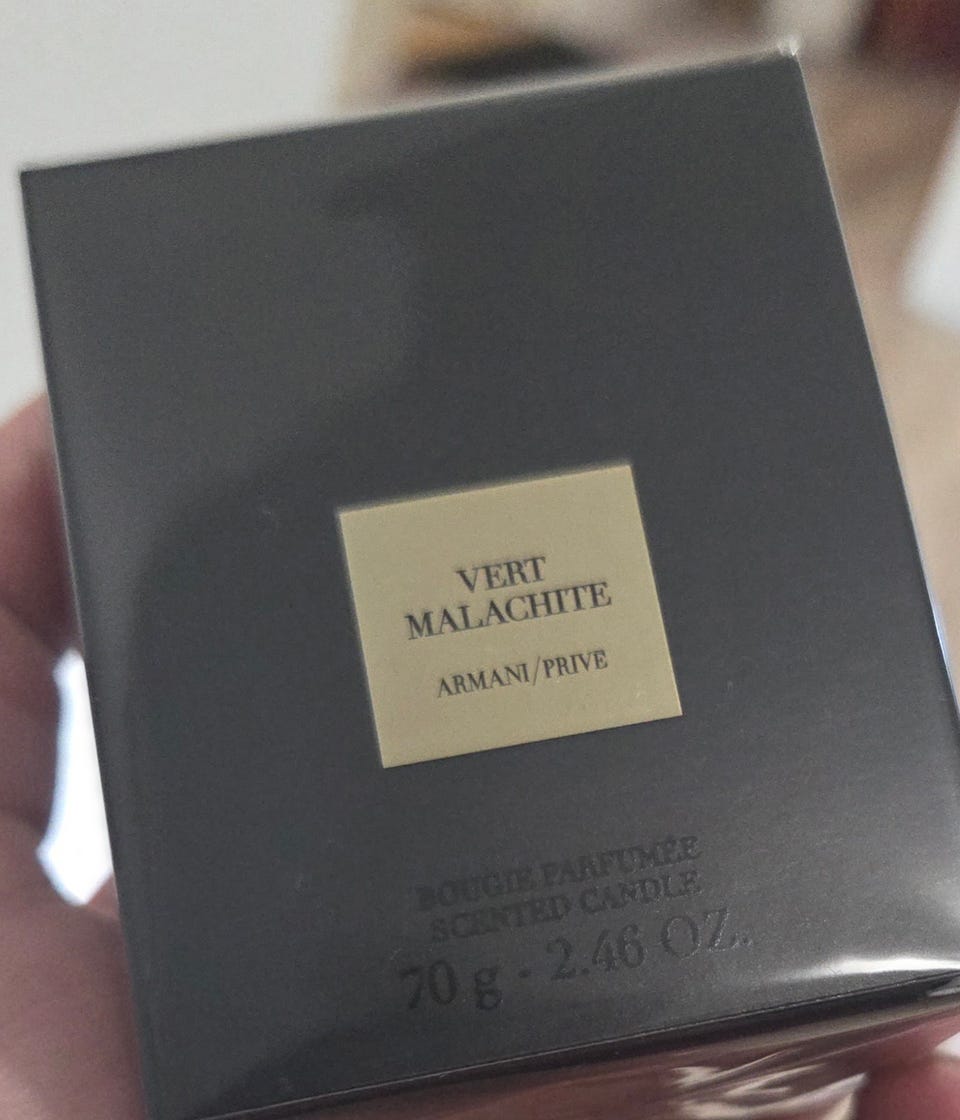 VERT
MALACHITE
ARMANI/PRIVE
BOUGIE PARFUMÉE
SCENTED CANDLE
70 g - 2.46 OZ.